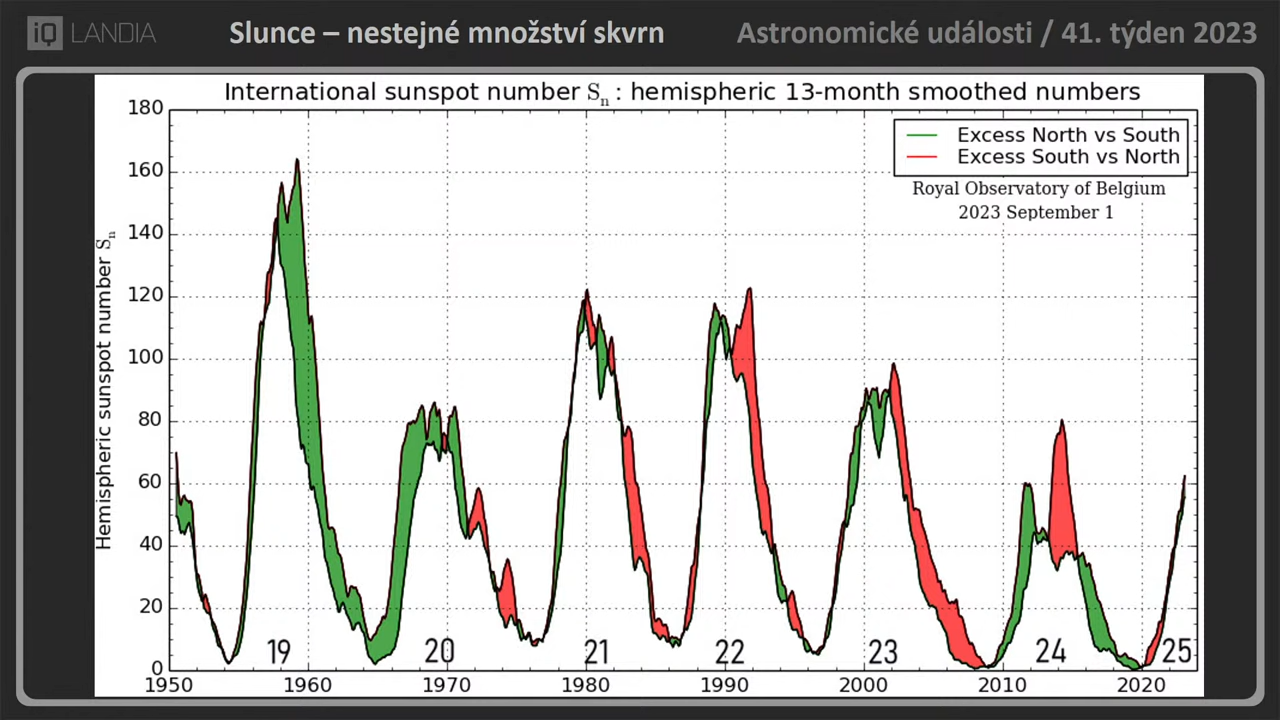 iQ LANDIA
Slunce – nestejné množství skvrn
Astronomické události / 41. týden 2023
International sunspot number Sn : hemispheric 13-month smoothed numbers
Excess North vs South
Excess South vs North
Royal Observatory of Belgium
2023 September 1
Hemispheric sunspot number Sn
180
160
140
120
100
80
60
40
20
0
19 20 21 22 23 24 25
1950 1960 1970 1980 1990 2000 2010 2020